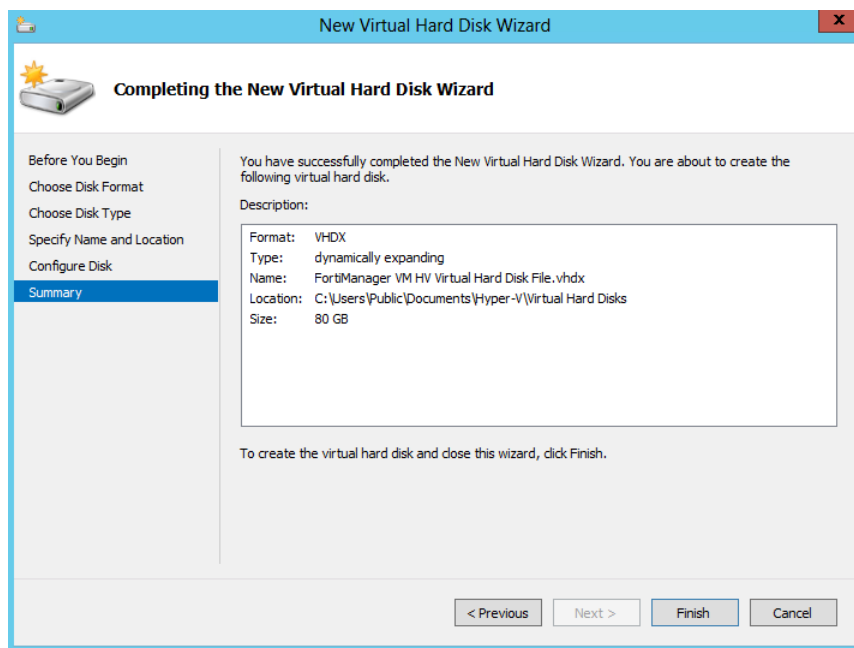 New Virtual Hard Disk Wizard
x
Completing the New Virtual Hard Disk Wizard
Before You Begin
Choose Disk Format
Choose Disk Type
Specify Name and Location
Configure Disk
Summary
You have successfully completed the New Virtual Hard Disk Wizard. You are about to create the
following virtual hard disk.
Description:
Format: VHDX
Type: dynamically expanding
Name: FortiManager VM HV Virtual Hard Disk File.vhdx
Location: C:\Users\Public\Documents\Hyper-V\Virtual Hard Disks
Size: 80 GB
To create the virtual hard disk and close this wizard, click Finish.
< Previous
Next >
Finish
Cancel